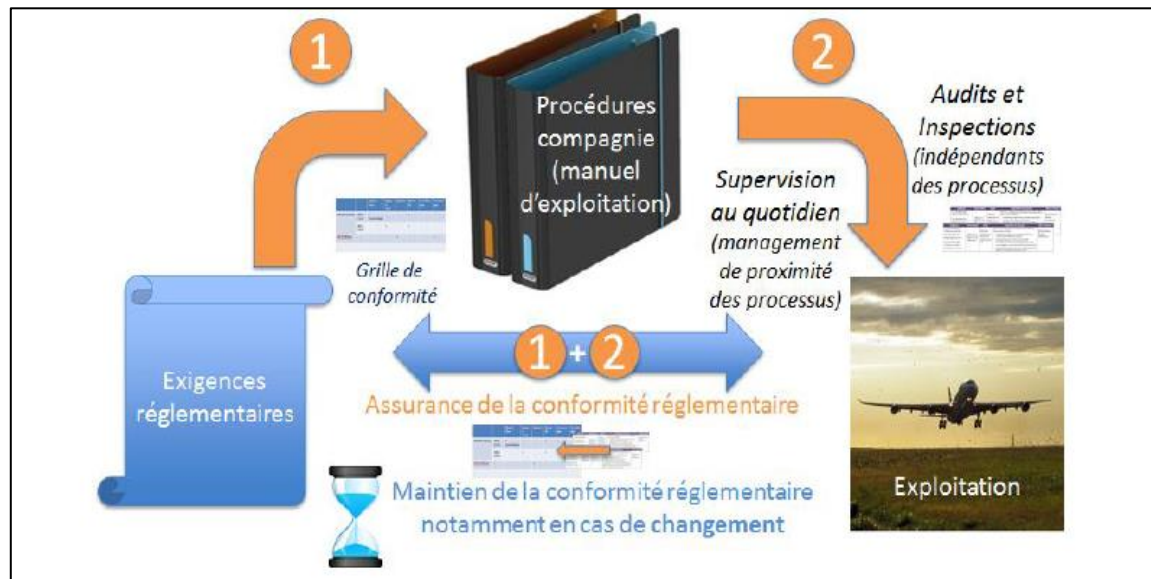 1
2
Procédures
compagnie
(manuel
d'exploitation)
Audits et
Inspections
(indépendants
des processus)
Supervision
au quotidien
(management
de proximité
des processus)
Grille de
conformité
Exigences
réglementaires
1 + 2
Assurance de la conformité réglementaire
Maintien de la conformité réglementaire
notamment en cas de changement
Exploitation